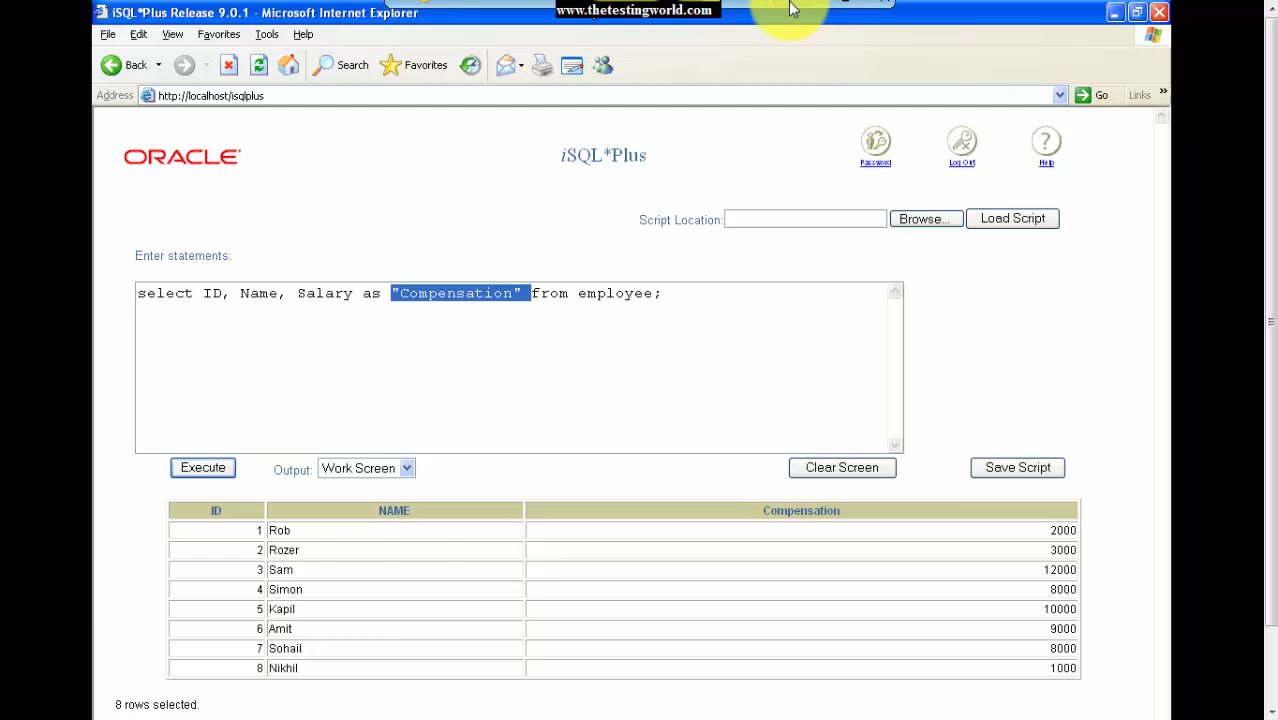 iSQL*Plus Release 9.0.1 - Microsoft Internet Explorer
www.thetestingworld.com
File Edit View Favorites Tools Help
Back Search Favorites
Address http://localhost/isqlplus Go Links »
ORACLE
iSQL*Plus
Password Log Out ? Help
Script Location: Browse... Load Script
Enter statements:
select ID, Name, Salary as "Compensation" from employee;
Execute Output: Work Screen Clear Screen Save Script
ID NAME Compensation
1 Rob 2000
2 Rozer 3000
3 Sam 12000
4 Simon 8000
5 Kapil 10000
6 Amit 9000
7 Sohail 8000
8 Nikhil 1000
8 rows selected.